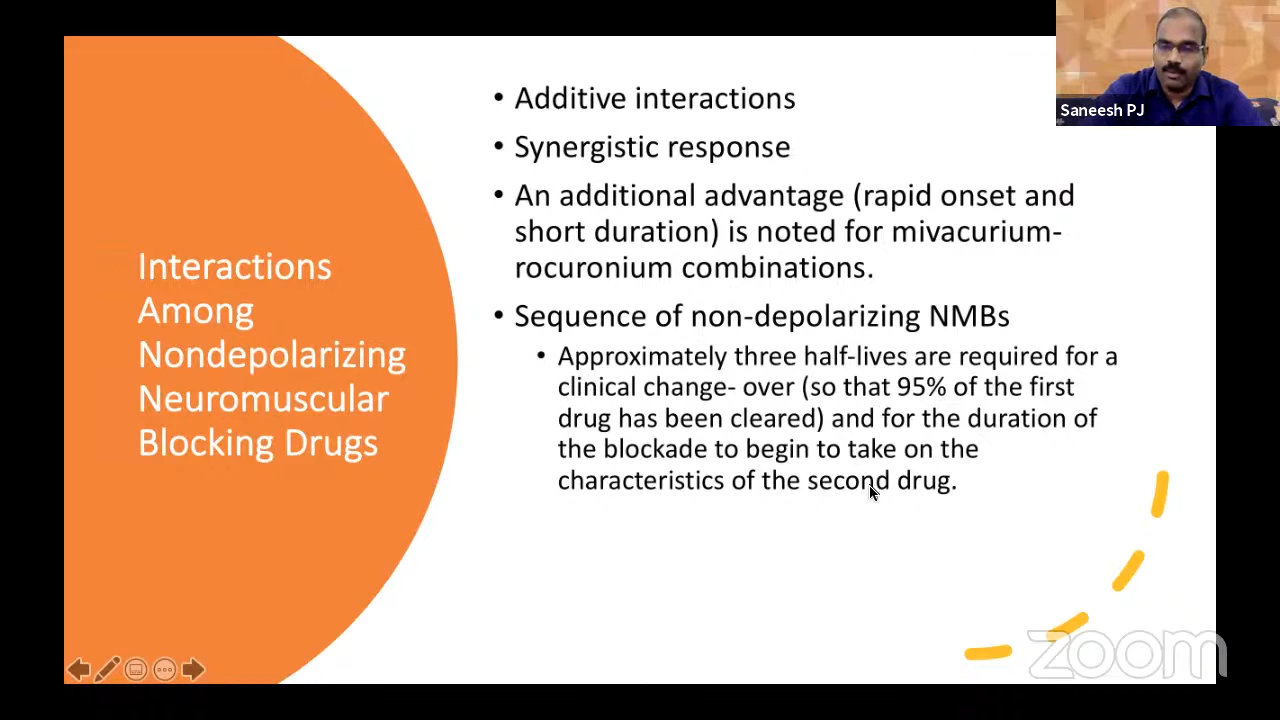 Saneesh PJ
Interactions
Among
Nondepolarizing
Neuromuscular
Blocking Drugs
• Additive interactions
• Synergistic response
• An additional advantage (rapid onset and
short duration) is noted for mivacurium-
rocuronium combinations.
• Sequence of non-depolarizing NMBs
• Approximately three half-lives are required for a
clinical change- over (so that 95% of the first
drug has been cleared) and for the duration of
the blockade to begin to take on the
characteristics of the second drug.
zoom